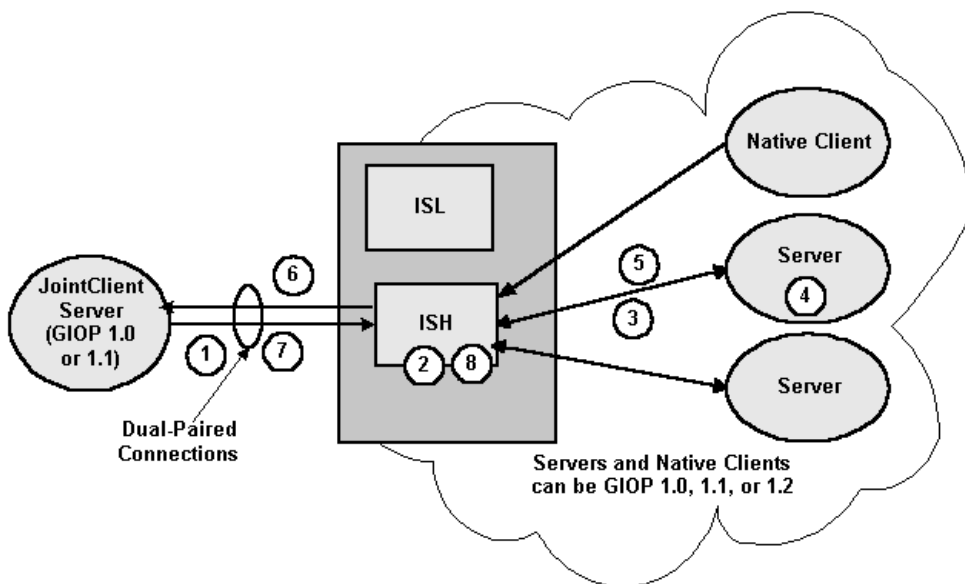 Native Client
ISL
Server
4
5
3
6
JointClient
Server
(GIOP 1.0
or 1.1)
ISH
1
7
2
8
Server
Dual-Paired
Connections
Servers and Native Clients
can be GIOP 1.0, 1.1, or 1.2